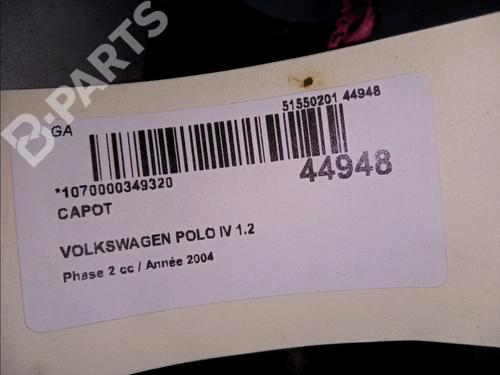 B-PARTS
GA
51550201 44948
*1070000349320
44948
CAPOT
VOLKSWAGEN POLO IV 1.2
Phase 2 cc / Année 2004